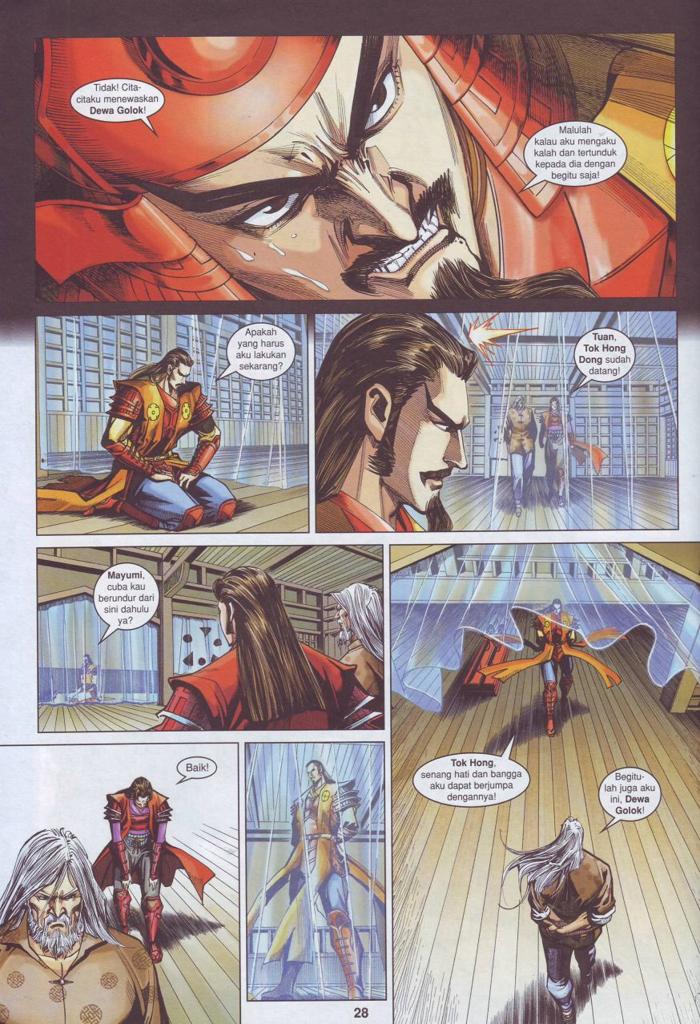 Tidak! Cita-
citaku menewaskan
Dewa Golok!
Malulah
kalau aku mengaku
kalah dan tertunduk
kepada dia dengan
begitu saja!
Apakah
yang harus
aku lakukan
sekarang?
Tuan,
Tok Hong
Dong sudah
datang!
Mayumi,
cuba kau
berundur dari
sini dahulu
ya?
Baik!
Tok Hong,
senang hati dan bangga
aku dapat berjumpa
dengannya!
Begitu-
lah juga aku
ini, Dewa
Golok!
28